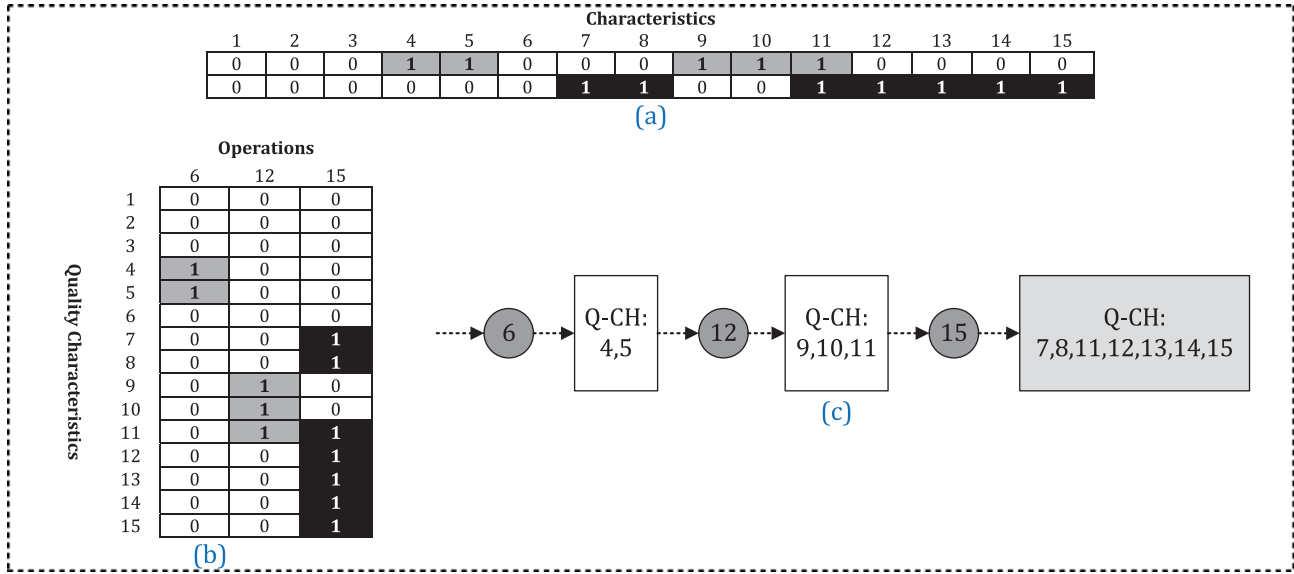 Characteristics
1 2 3 4 5 6 7 8 9 10 11 12 13 14 15
0 0 0 1 1 0 0 0 1 1 1 0 0 0 0
0 0 0 0 0 0 1 1 0 0 1 1 1 1 1
(a)
Operations
6 12 15
Quality Characteristics
1 0 0 0
2 0 0 0
3 0 0 0
4 1 0 0
5 1 0 0
6 0 0 0
7 0 0 1
8 0 0 1
9 0 1 0
10 0 1 0
11 0 1 1
12 0 0 1
13 0 0 1
14 0 0 1
15 0 0 1
(b)
6
Q-CH:
4,5
12
Q-CH:
9,10,11
15
Q-CH:
7,8,11,12,13,14,15
(c)